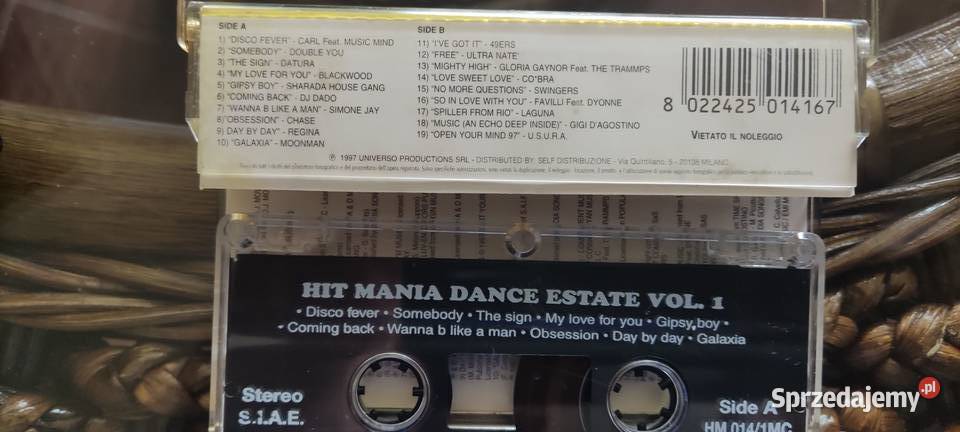 SIDE A
1) "DISCO FEVER" - CARL Feat. MUSIC MIND
2) "SOMEBODY" - DOUBLE YOU
3) "THE SIGN" - DATURA
4) "MY LOVE FOR YOU" - BLACKWOOD
5) "GIPSY BOY" - SHARADA HOUSE GANG
6) "COMING BACK" - DJ DADO
7) "WANNA B LIKE A MAN" - SIMONE JAY
8) "OBSESSION" - CHASE
9) DAY BY DAY" - REGINA
10) "GALAXIA" - MOONMAN
SIDE B
11) "I'VE GOT IT" - 49ERS
12) "FREE" - ULTRA NATE'
13) "MIGHTY HIGH" - GLORIA GAYNOR Feat. THE TRAMMPS
14) "LOVE SWEET LOVE" - CO*BRA
15) "NO MORE QUESTIONS" - SWINGERS
16) "SO IN LOVE WITH YOU" - FAVILLI Feat. DYONNE
17) "SPILLER FROM RIO" - LAGUNA
18) "MUSIC (AN ECHO DEEP INSIDE)" - GIGI D'AGOSTINO
19) "OPEN YOUR MIND 97" - U.S.U.R.A.
8 022425 014167
VIETATO IL NOLEGGIO
℗ 1997 UNIVERSO PRODUCTIONS SRL - DISTRIBUTED BY: SELF DISTRIBUZIONE - Via Quintiliano, 5 - 20138 MILANO
HIT MANIA DANCE ESTATE VOL. 1
• Disco fever • Somebody • The sign • My love for you • Gipsy boy •
• Coming back • Wanna b like a man • Obsession • Day by day • Galaxia
Stereo
S.I.A.E.
Side A
HM 014/1MC
Sprzedajemy .pl